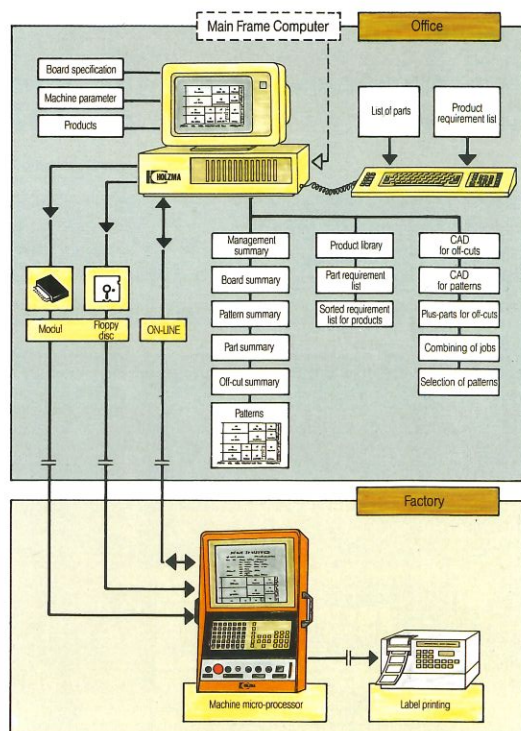 Main Frame Computer
Office
Board specification
Machine parameter
Products
HOLZMA
List of parts
Product
requirement list
Modul
Floppy
disc
ON-LINE
Management
summary
Board summary
Pattern summary
Part summary
Off-cut summary
Patterns
Product library
Part requirement
list
Sorted requirement
list for products
CAD
for off-cuts
CAD
for patterns
Plus-parts for off-cuts
Combining of jobs
Selection of patterns
Factory
HOLZMA
Machine micro-processor
Label printing